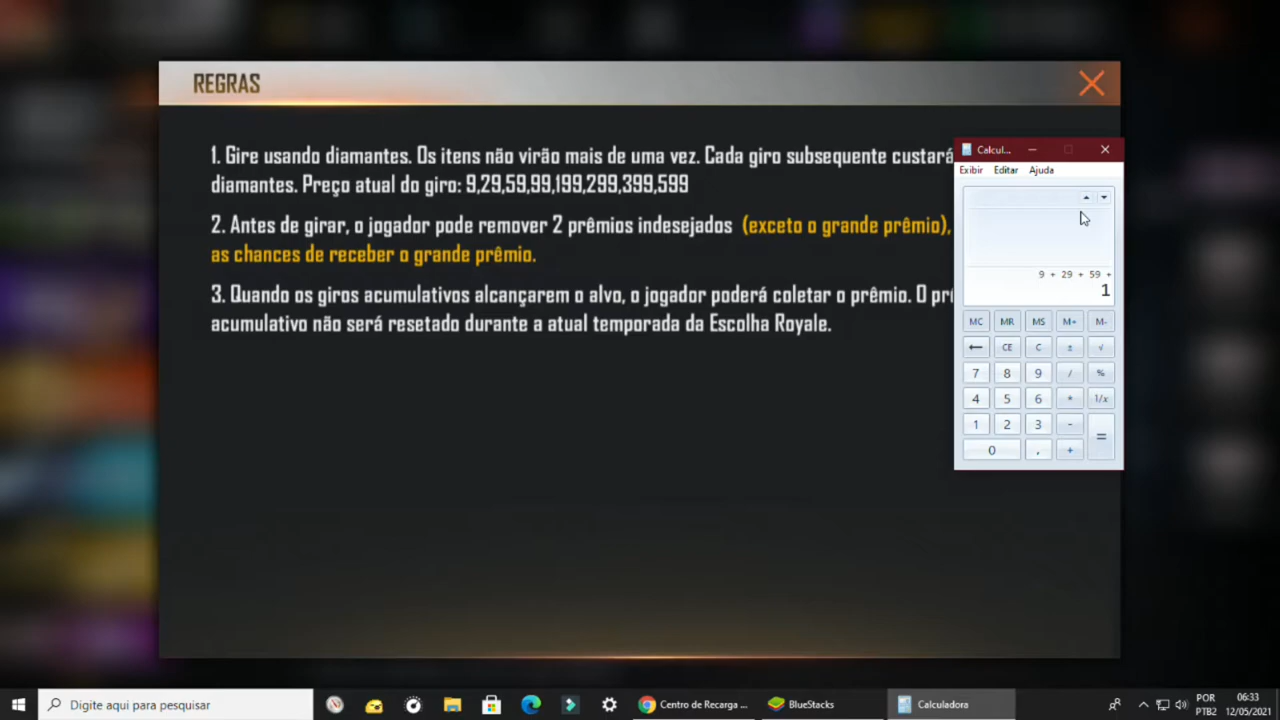 REGRAS
1. Gire usando diamantes. Os itens não virão mais de uma vez. Cada giro subsequente custará
diamantes. Preço atual do giro: 9,29,59,99,199,299,399,599
2. Antes de girar, o jogador pode remover 2 prêmios indesejados (exceto o grande prêmio),
as chances de receber o grande prêmio.
3. Quando os giros acumulativos alcançarem o alvo, o jogador poderá coletar o prêmio. O
acumulativo não será resetado durante a atual temporada da Escolha Royale.
Calcul...
Exibir Editar Ajuda
9 + 29 + 59 +
1
MC MR MS M+ M-
← CE C ± √
7 8 9 / %
4 5 6 * 1/x
1 2 3 - =
0 , +
Digite aqui para pesquisar
Centro de Recarga ...
BlueStacks
Calculadora
POR
PTB2
06:33
12/05/2021